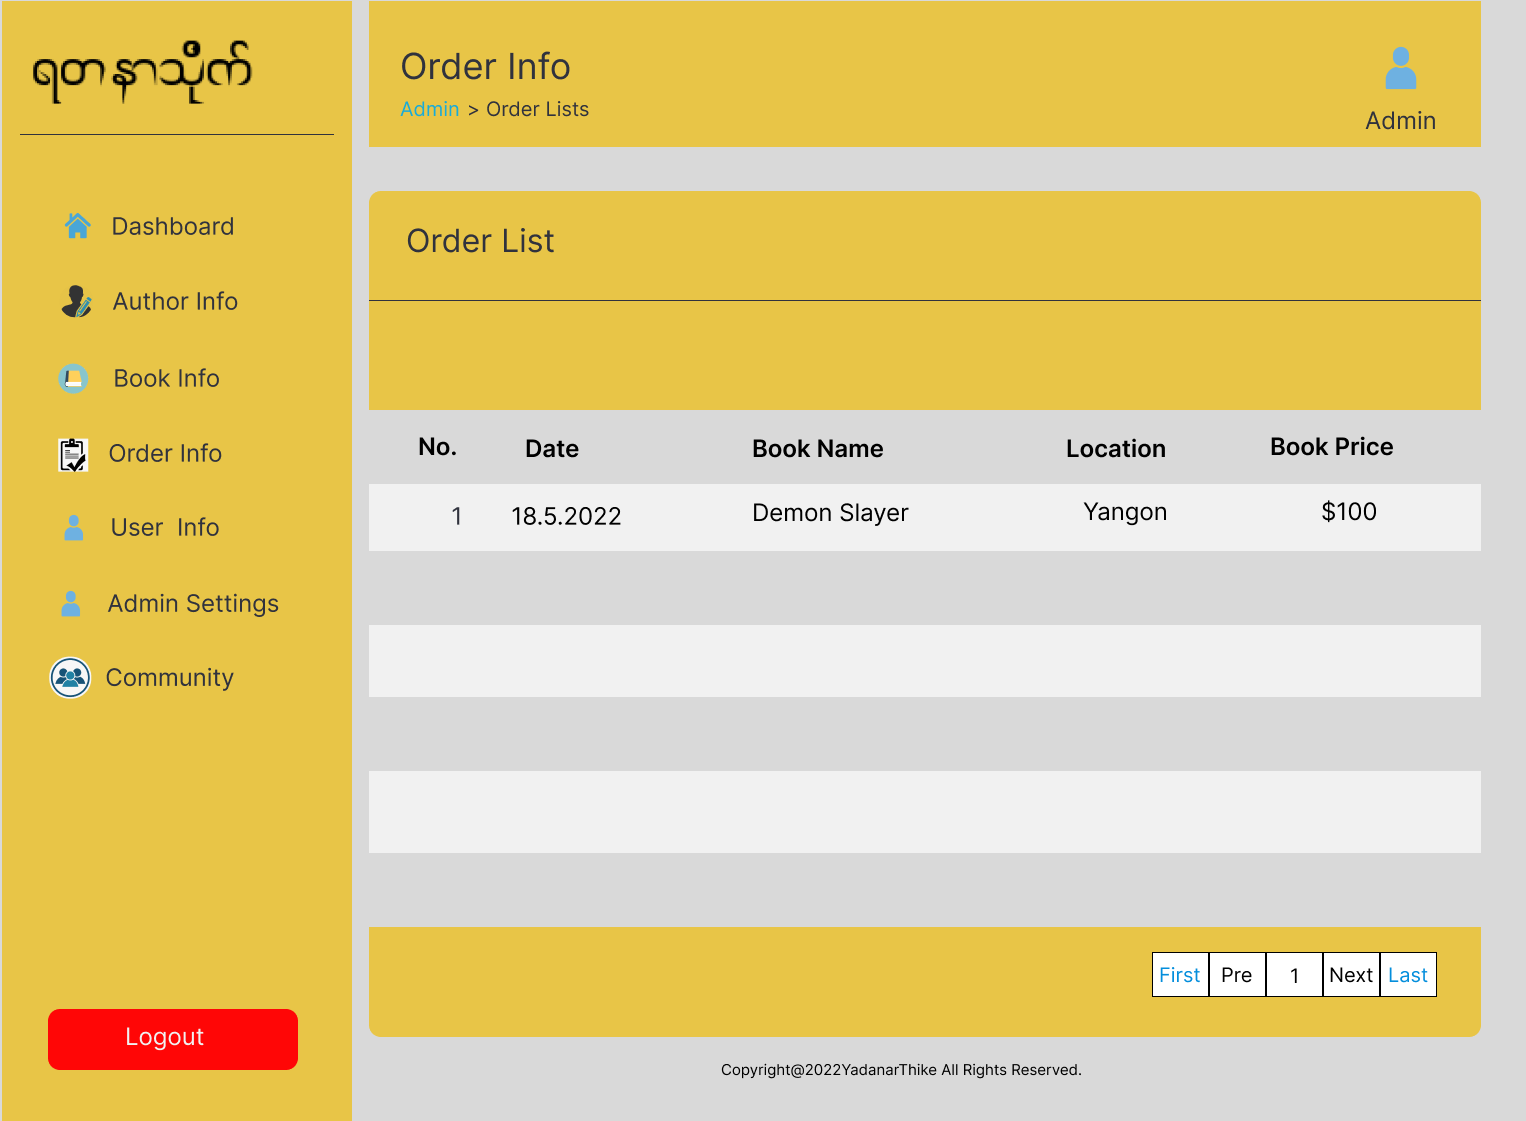 ရတနာသိုက်
Order Info
Admin > Order Lists
Admin
Dashboard
Author Info
Book Info
Order Info
User Info
Admin Settings
Community
Logout
Order List
No. Date Book Name Location Book Price
1 18.5.2022 Demon Slayer Yangon $100
First Pre 1 Next Last
Copyright@2022YadanarThike All Rights Reserved.